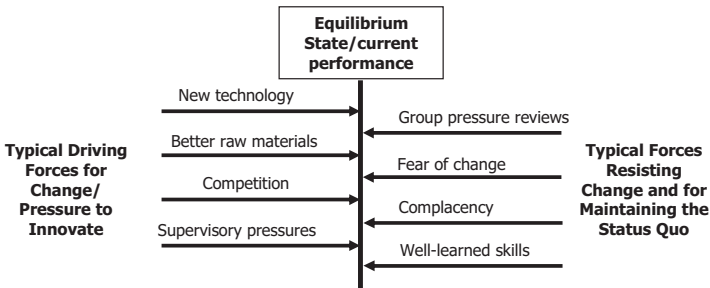 Equilibrium
State/current
performance
New technology
Group pressure reviews
Better raw materials
Typical Driving
Forces for
Change/
Pressure to
Innovate
Fear of change
Typical Forces
Resisting
Change and for
Maintaining the
Status Quo
Competition
Complacency
Supervisory pressures
Well-learned skills